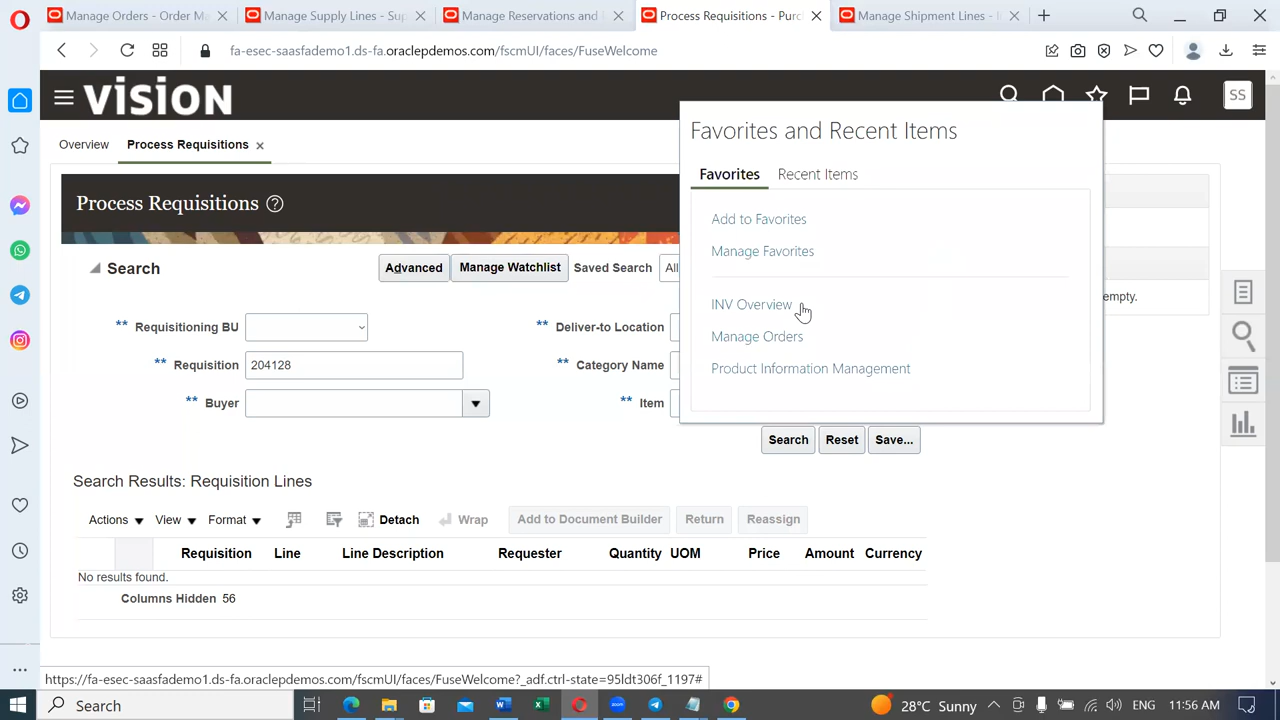 Manage Orders - Order M
Manage Supply Lines - Sup
Manage Reservations and
Process Requisitions - Purc
Manage Shipment Lines - I
fa-esec-saasfademo1.ds-fa.oraclepdemos.com/fscmUI/faces/FuseWelcome
VISION
SS
Overview
Process Requisitions
Favorites and Recent Items
Favorites
Recent Items
Add to Favorites
Manage Favorites
INV Overview
Manage Orders
Product Information Management
Process Requisitions
Search
Advanced
Manage Watchlist
Saved Search
All
empty.
** Requisitioning BU
** Deliver-to Location
** Requisition 204128
** Category Name
** Buyer
** Item
Search
Reset
Save...
Search Results: Requisition Lines
Actions
View
Format
Detach
Wrap
Add to Document Builder
Return
Reassign
Requisition
Line
Line Description
Requester
Quantity
UOM
Price
Amount
Currency
No results found.
Columns Hidden 56
https://fa-esec-saasfademo1.ds-fa.oraclepdemos.com/fscmUI/faces/FuseWelcome?_adf.ctrl-state=95ldt306f_1197#
Search
28°C Sunny
ENG
11:56 AM